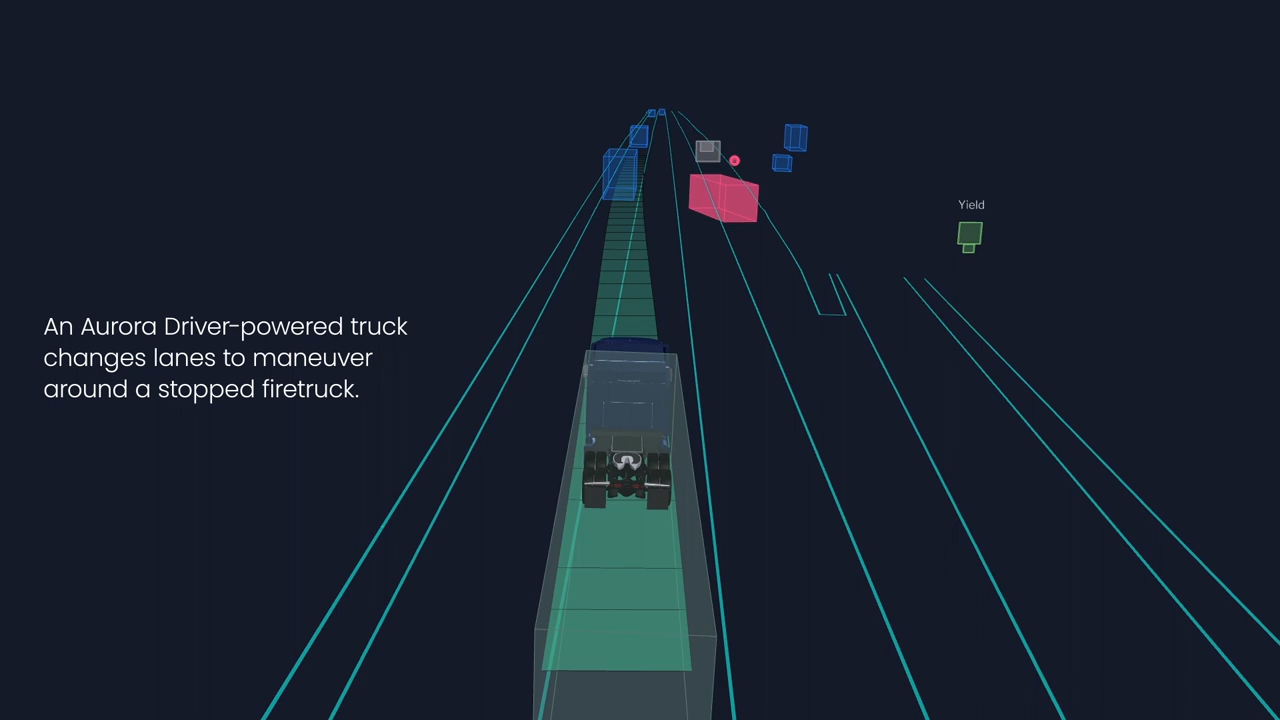 Yield
An Aurora Driver-powered truck
changes lanes to maneuver
around a stopped firetruck.